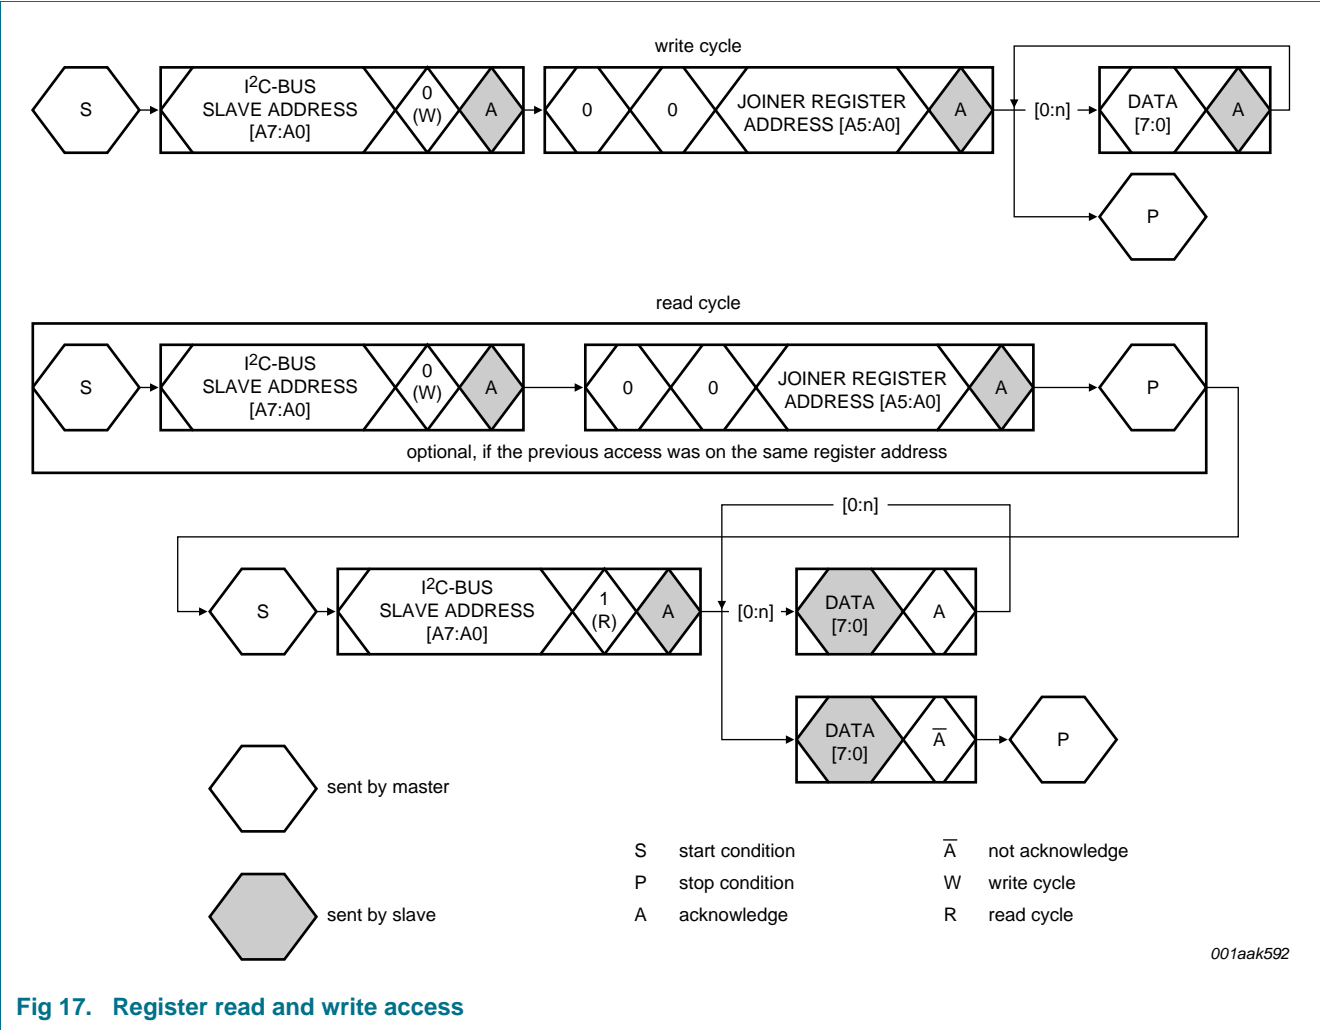 write cycle
S
I2C-BUS
SLAVE ADDRESS
[A7:A0]
0
(W)
A
0
0
JOINER REGISTER
ADDRESS [A5:A0]
A
[0:n]
DATA
[7:0]
A
P
read cycle
S
I2C-BUS
SLAVE ADDRESS
[A7:A0]
0
(W)
A
0
0
JOINER REGISTER
ADDRESS [A5:A0]
A
P
optional, if the previous access was on the same register address
[0:n]
S
I2C-BUS
SLAVE ADDRESS
[A7:A0]
1
(R)
A
[0:n]
DATA
[7:0]
A
DATA
[7:0]
A̅
P
sent by master
sent by slave
S start condition
P stop condition
A acknowledge
A̅ not acknowledge
W write cycle
R read cycle
001aak592
Fig 17. Register read and write access